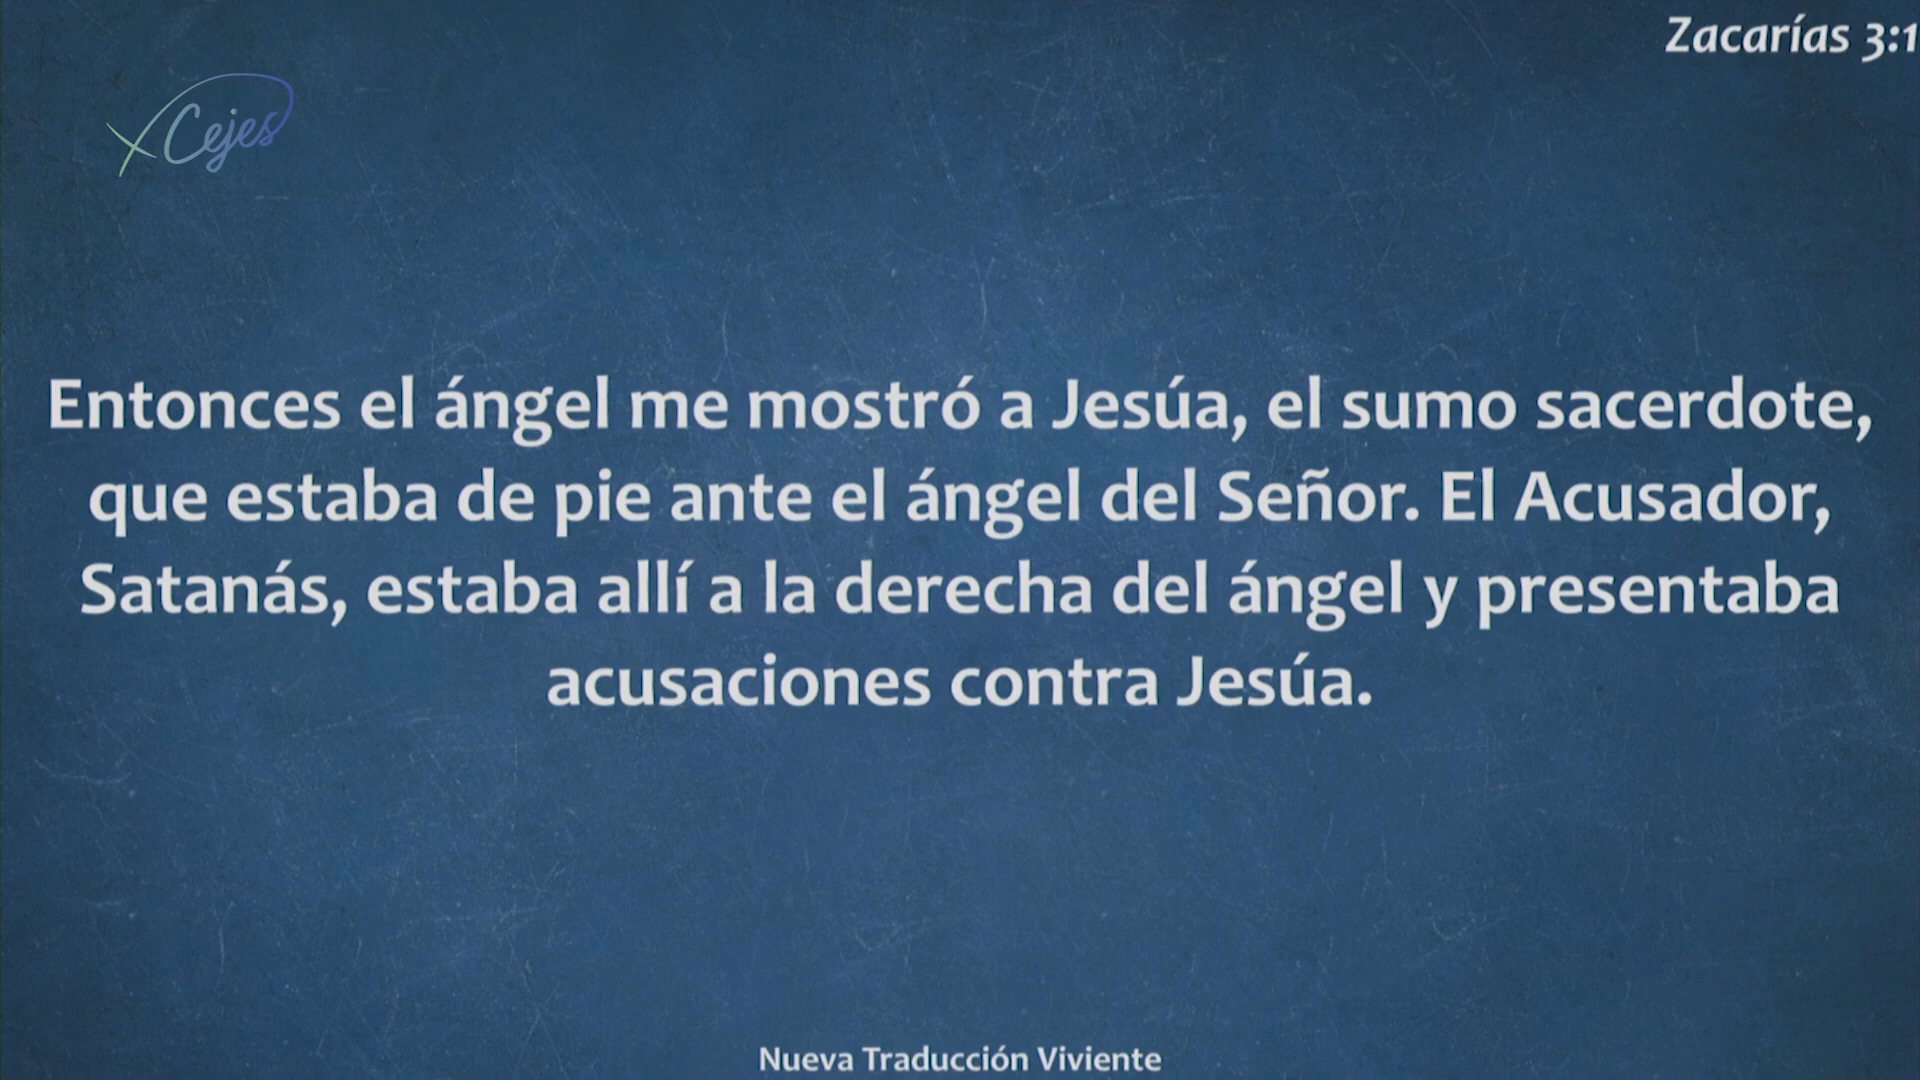 Zacarías 3:1
Cejes
Entonces el ángel me mostró a Jesúa, el sumo sacerdote,
que estaba de pie ante el ángel del Señor. El Acusador,
Satanás, estaba allí a la derecha del ángel y presentaba
acusaciones contra Jesúa.
Nueva Traducción Viviente